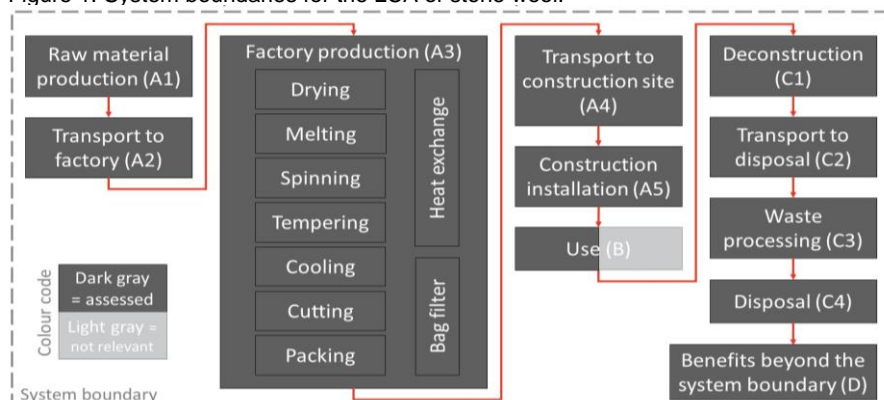 Figure 1. System boundaries for the LCA of stone wool.
Raw material
production (A1)
Transport to
factory (A2)
Colour code
Dark gray
= assessed
Light gray =
not relevant
System boundary
Factory production (A3)
Drying
Melting
Spinning
Tempering
Cooling
Cutting
Packing
Heat exchange
Bag filter
Transport to
construction site
(A4)
Construction
installation (A5)
Use (B)
Deconstruction
(C1)
Transport to
disposal (C2)
Waste
processing (C3)
Disposal (C4)
Benefits beyond the
system boundary (D)